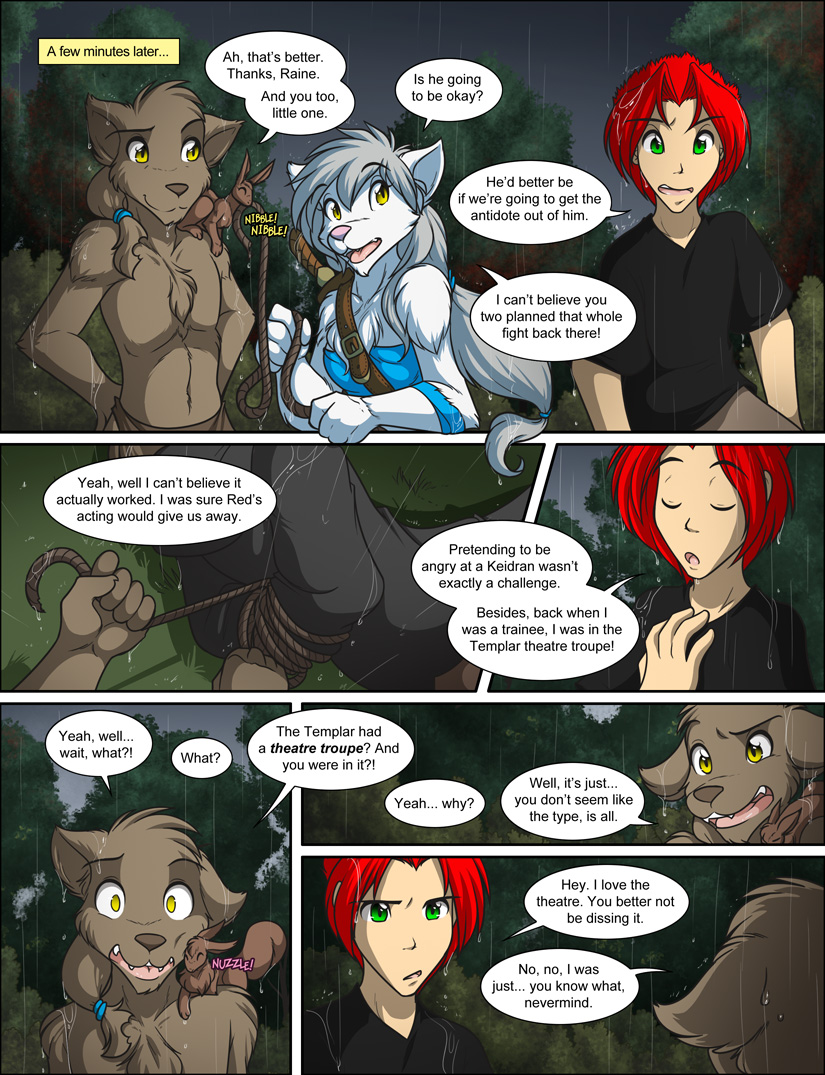 A few minutes later...
Ah, that's better.
Thanks, Raine.
And you too,
little one.
Is he going
to be okay?
NIBBLE!
NIBBLE!
He'd better be
if we're going to get the
antidote out of him.
I can't believe you
two planned that whole
fight back there!
Yeah, well I can't believe it
actually worked. I was sure Red's
acting would give us away.
Pretending to be
angry at a Keidran wasn't
exactly a challenge.
Besides, back when I
was a trainee, I was in the
Templar theatre troupe!
Yeah, well...
wait, what?!
What?
The Templar had
a theatre troupe? And
you were in it?!
NUZZLE!
Yeah... why?
Well, it's just...
you don't seem like
the type, is all.
Hey. I love the
theatre. You better not
be dissing it.
No, no, I was
just... you know what,
nevermind.